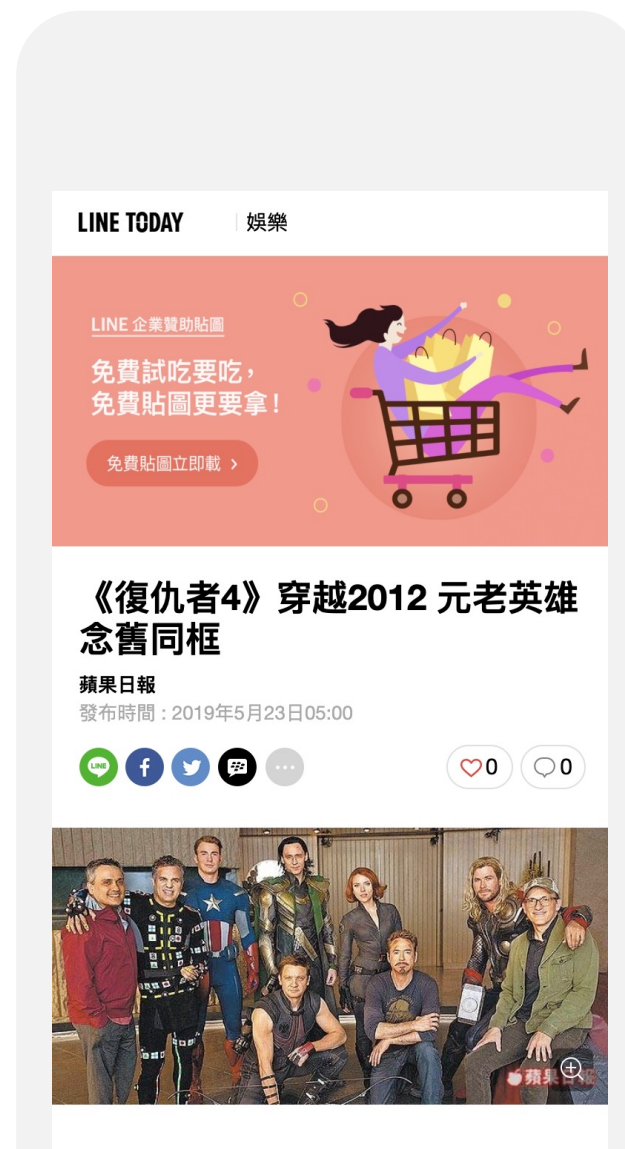 LINE TODAY
娛樂
LINE 企業贊助貼圖
免費試吃要吃，
免費貼圖更要拿！
免費貼圖立即載 ›
《復仇者4》穿越2012 元老英雄
念舊同框
蘋果日報
發布時間 : 2019年5月23日05:00
LINE
0
0
蘋果日報